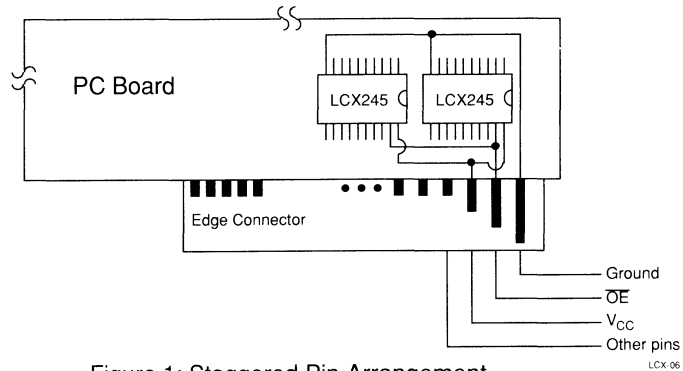 PC Board
LCX245
LCX245
Edge Connector
Ground
OE
VCC
Other pins
LCX-06
Figure 1: Staggered Pin Arrangement